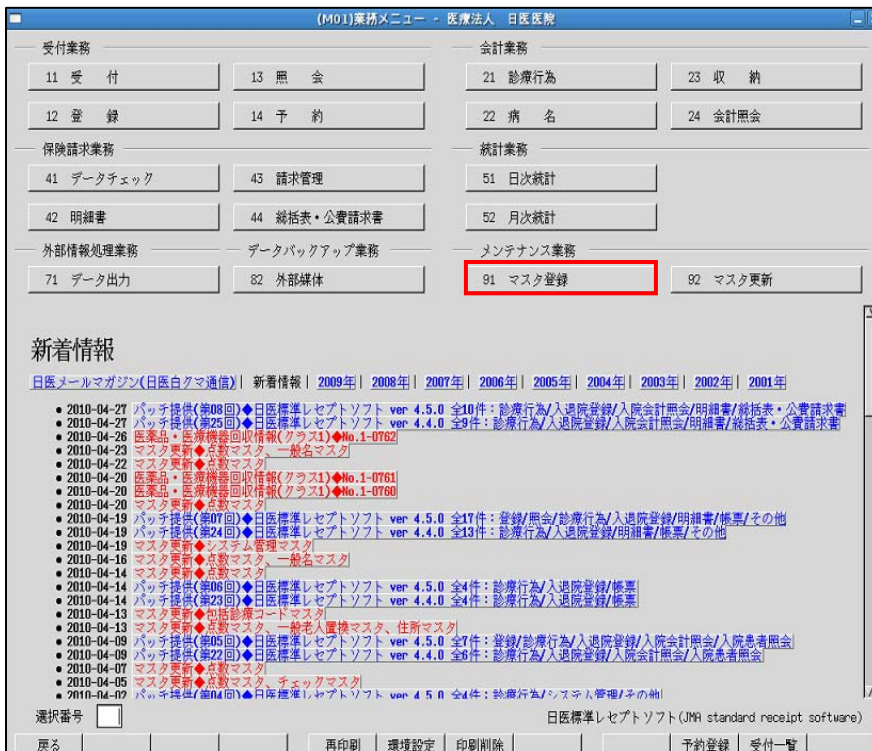 (M01)業務メニュー - 医療法人 日医医院
受付業務 会計業務
11 受 付 13 照 会 21 診療行為 23 収 納
12 登 録 14 予 約 22 病 名 24 会計照会
保険請求業務 統計業務
41 データチェック 43 請求管理 51 日次統計
42 明細書 44 総括表・公費請求書 52 月次統計
外部情報処理業務 データバックアップ業務 メンテナンス業務
71 データ出力 82 外部媒体 91 マスタ登録 92 マスタ更新
新着情報
日医メールマガジン(日医白クマ通信)| 新着情報 | 2009年| 2008年| 2007年| 2006年| 2005年| 2004年| 2003年| 2002年| 2001年
● 2010-04-27 パッチ提供(第08回)◆日医標準レセプトソフト ver 4.5.0 全10件：診療行為/入退院登録/入院会計照会/明細書/総括表・公費請求書
● 2010-04-27 パッチ提供(第25回)◆日医標準レセプトソフト ver 4.4.0 全9件：診療行為/入退院登録/入院会計照会/明細書/総括表・公費請求書
● 2010-04-26 医薬品・医療機器回収情報(クラス1)◆No.1-0762
● 2010-04-23 マスタ更新◆点数マスタ、一般名マスタ
● 2010-04-22 マスタ更新◆点数マスタ
● 2010-04-20 医薬品・医療機器回収情報(クラス1)◆No.1-0761
● 2010-04-20 医薬品・医療機器回収情報(クラス1)◆No.1-0760
● 2010-04-20 マスタ更新◆点数マスタ
● 2010-04-19 パッチ提供(第07回)◆日医標準レセプトソフト ver 4.5.0 全17件：登録/照会/診療行為/入退院登録/明細書/帳票/その他
● 2010-04-19 パッチ提供(第24回)◆日医標準レセプトソフト ver 4.4.0 全13件：診療行為/入退院登録/明細書/帳票/その他
● 2010-04-19 マスタ更新◆システム管理マスタ
● 2010-04-16 マスタ更新◆点数マスタ、一般名マスタ
● 2010-04-14 マスタ更新◆点数マスタ
● 2010-04-14 パッチ提供(第06回)◆日医標準レセプトソフト ver 4.5.0 全4件：診療行為/入退院登録/帳票
● 2010-04-14 パッチ提供(第23回)◆日医標準レセプトソフト ver 4.4.0 全4件：診療行為/入退院登録/帳票
● 2010-04-13 マスタ更新◆包括診療コードマスタ
● 2010-04-13 マスタ更新◆点数マスタ、一般老人置換マスタ、住所マスタ
● 2010-04-09 パッチ提供(第05回)◆日医標準レセプトソフト ver 4.5.0 全7件：登録/診療行為/入退院登録/入院会計照会/入院患者照会
● 2010-04-09 パッチ提供(第22回)◆日医標準レセプトソフト ver 4.4.0 全6件：診療行為/入退院登録/入院会計照会/入院患者照会
● 2010-04-07 マスタ更新◆点数マスタ
● 2010-04-05 マスタ更新◆点数マスタ、チェックマスタ
● 2010-04-02 パッチ提供(第04回)◆日医標準レセプトソフト ver 4.5.0 全4件：診療行為/システム管理/その他
選択番号 日医標準レセプトソフト(JMA standard receipt software)
戻る 再印刷 環境設定 印刷削除 予約登録 受付一覧